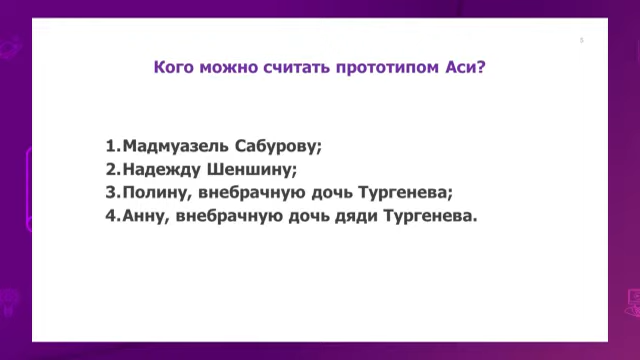 5
Кого можно считать прототипом Аси?
1.Мадмуазель Сабурову;
2.Надежду Шеншину;
3.Полину, внебрачную дочь Тургенева;
4.Анну, внебрачную дочь дяди Тургенева.